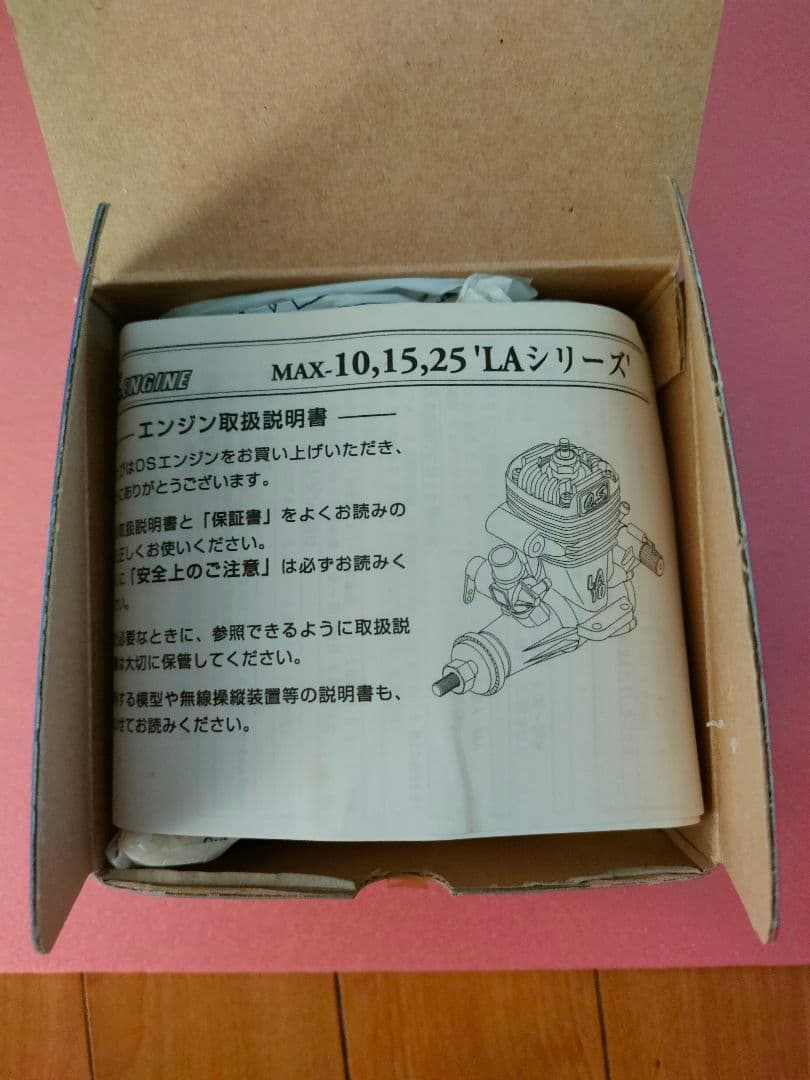 ENGINE
MAX-10,15,25 'LAシリーズ'
エンジン取扱説明書
はOSエンジンをお買い上げいただき、
にありがとうございます。
取扱説明書と「保証書」をよくお読みの
正しくお使いください。
に「安全上のご注意」は必ずお読みく
い。
必要なときに、参照できるように取扱説
は大切に保管してください。
する模型や無線操縦装置等の説明書も、
せてお読みください。
O.S.
LA
10